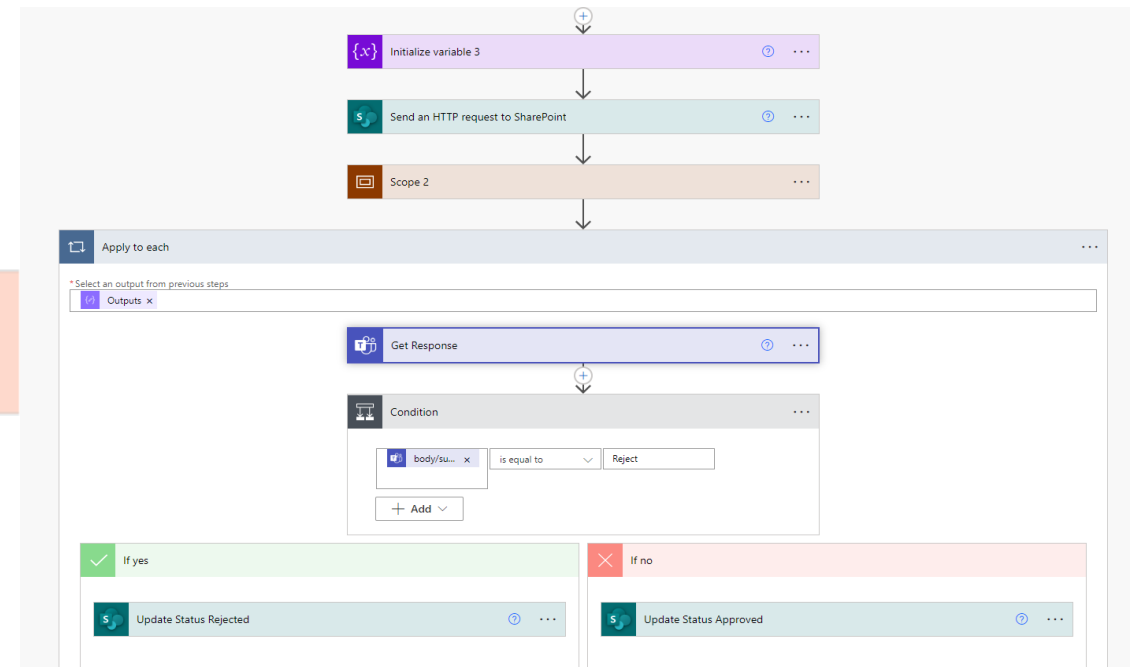 {x} Initialize variable 3
Send an HTTP request to SharePoint
Scope 2
Apply to each
* Select an output from previous steps
Outputs
Get Response
Condition
body/su... is equal to Reject
Add
If yes If no
Update Status Rejected Update Status Approved